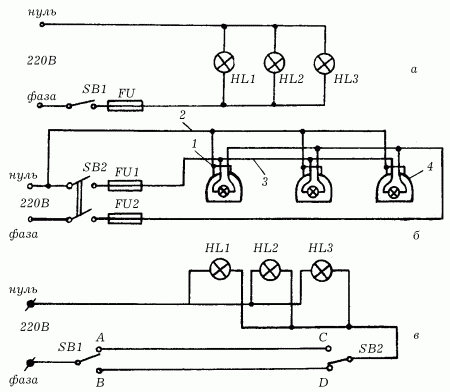 нуль
220В
фаза
SB1
FU
HL1
HL2
HL3
а
2
1
SB2
FU1
3
4
нуль
220В
FU2
фаза
б
HL1
HL2
HL3
нуль
220В
в
A
C
SB1
SB2
B
D
фаза